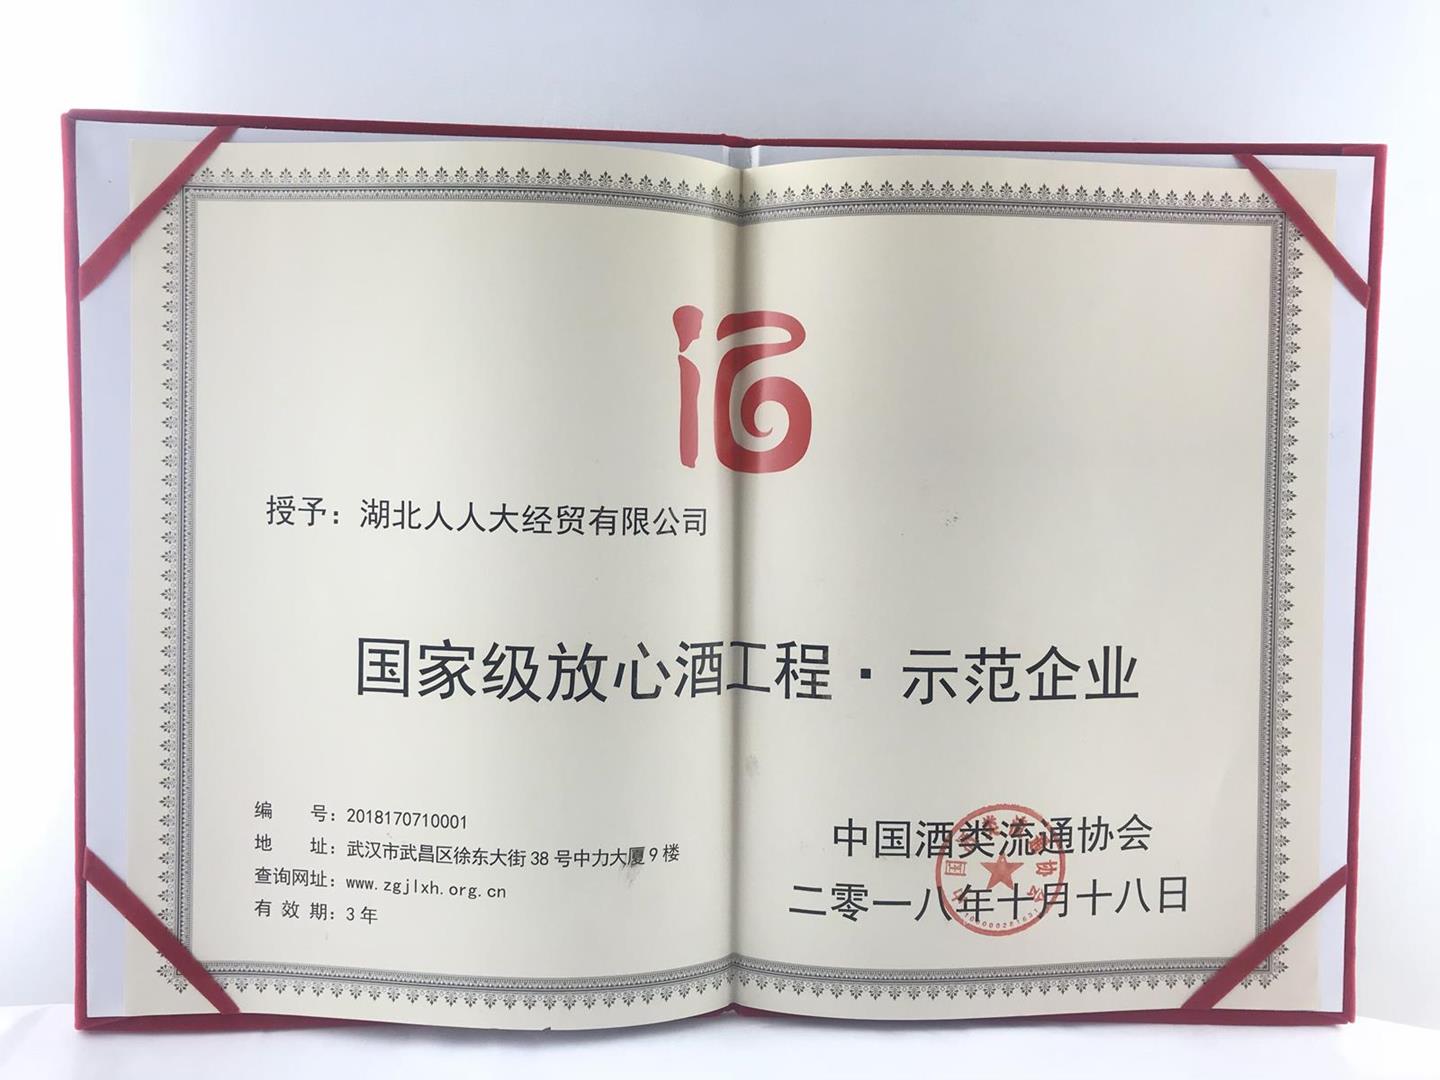 授予：湖北人人大经贸有限公司
国家级放心酒工程·示范企业
编 号：2018170710001
地 址：武汉市武昌区徐东大街38号中力大厦9楼
查询网址：www.zgjlxh.org.cn
有 效 期：3年
中国酒类流通协会
二零一八年十月十八日